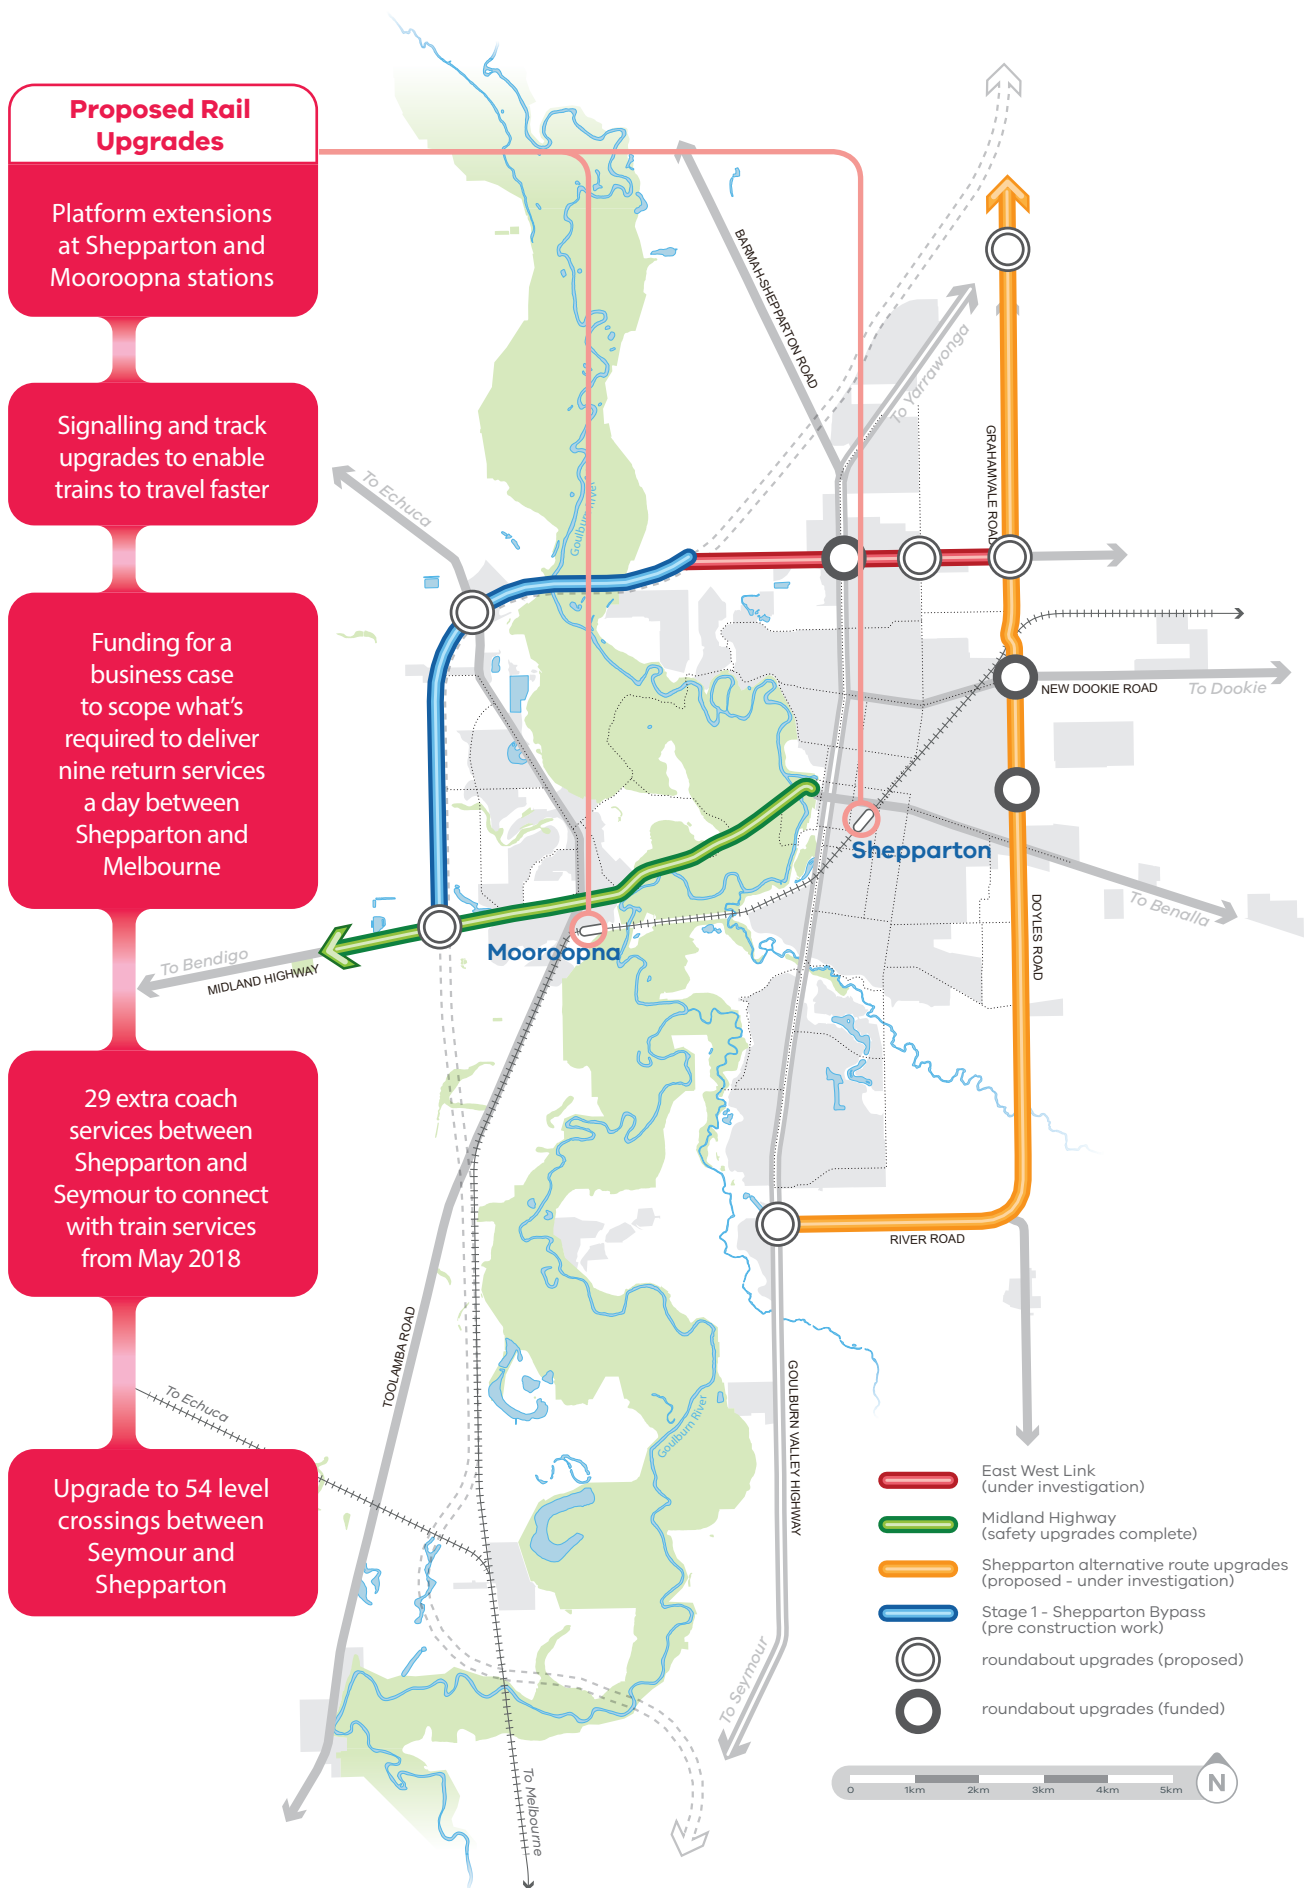 Proposed Rail
Upgrades
Platform extensions
at Shepparton and
Mooroopna stations
Signalling and track
upgrades to enable
trains to travel faster
Funding for a
business case
to scope what's
required to deliver
nine return services
a day between
Shepparton and
Melbourne
29 extra coach
services between
Shepparton and
Seymour to connect
with train services
from May 2018
Upgrade to 54 level
crossings between
Seymour and
Shepparton
BARMAH-SHEPPARTON ROAD
To Yarrawonga
GRAHAMVALE ROAD
To Echuca
Goulburn River
NEW DOOKIE ROAD
To Dookie
Shepparton
To Benalla
DOYLES ROAD
Mooroopna
To Bendigo
MIDLAND HIGHWAY
RIVER ROAD
TOOLAMBA ROAD
To Echuca
Goulburn River
GOULBURN VALLEY HIGHWAY
To Seymour
To Melbourne
East West Link
(under investigation)
Midland Highway
(safety upgrades complete)
Shepparton alternative route upgrades
(proposed - under investigation)
Stage 1 - Shepparton Bypass
(pre construction work)
roundabout upgrades (proposed)
roundabout upgrades (funded)
0 1km 2km 3km 4km 5km
N